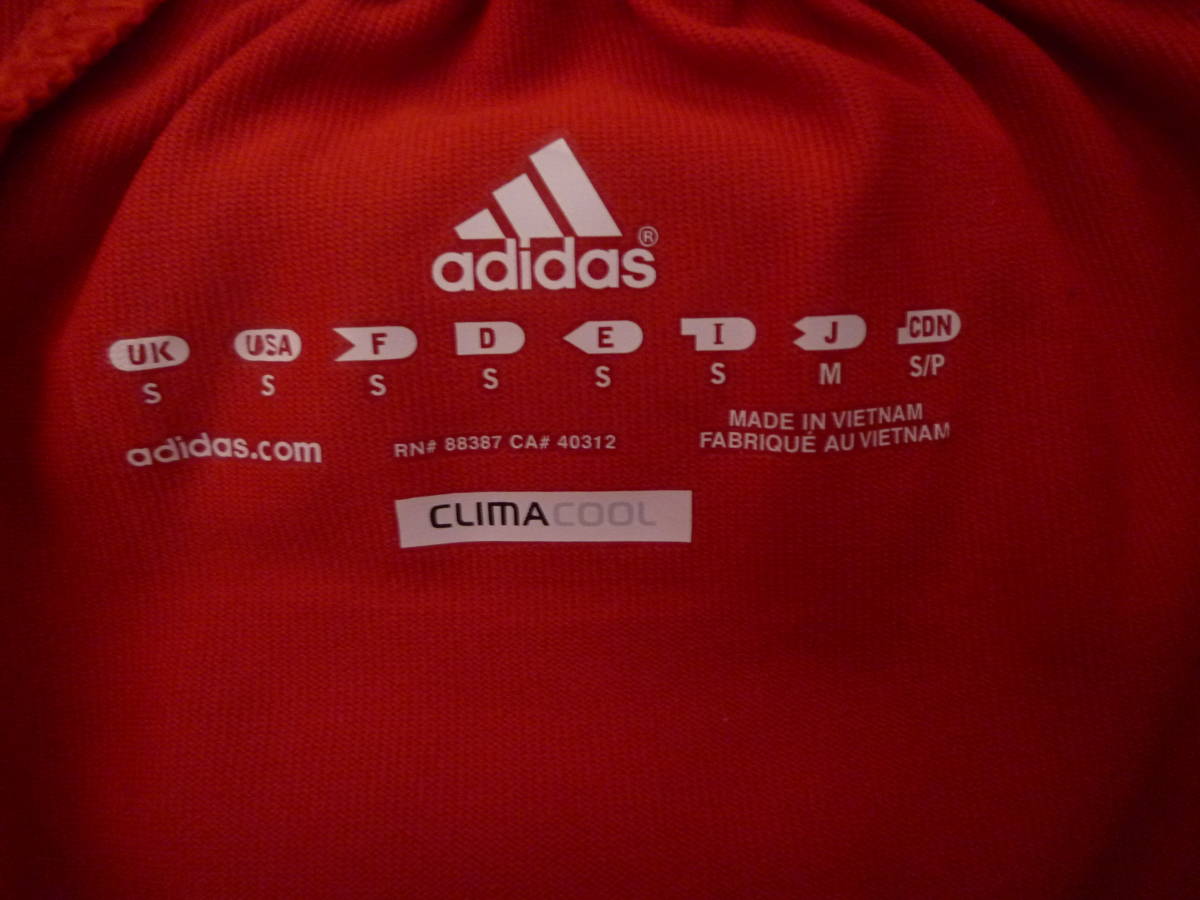 adidas®
UK USA F D E I J CDN
S S S S S S M S/P
adidas.com
RN# 88387 CA# 40312
MADE IN VIETNAM
FABRIQUÉ AU VIETNAM
CLIMACOOL